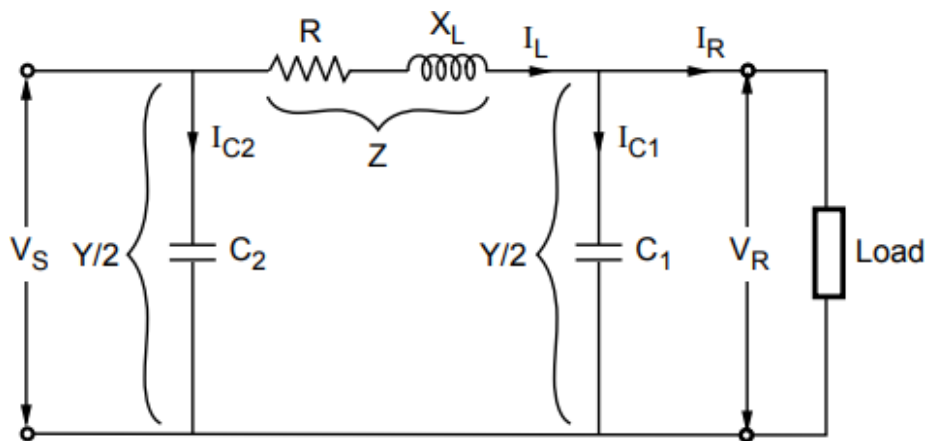 R X_L I_L I_R
I_C2 Z I_C1
V_S Y/2 C_2 Y/2 C_1 V_R Load